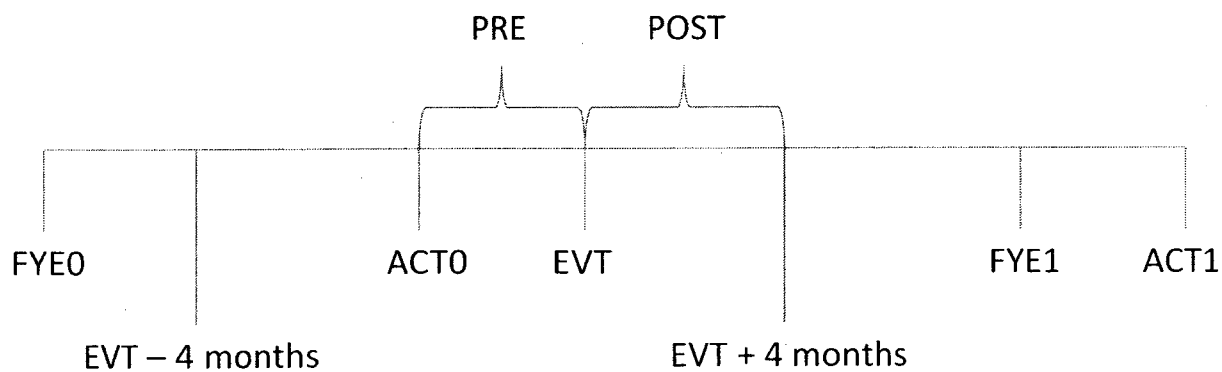 PRE POST
FYE0 ACT0 EVT FYE1 ACT1
EVT – 4 months EVT + 4 months